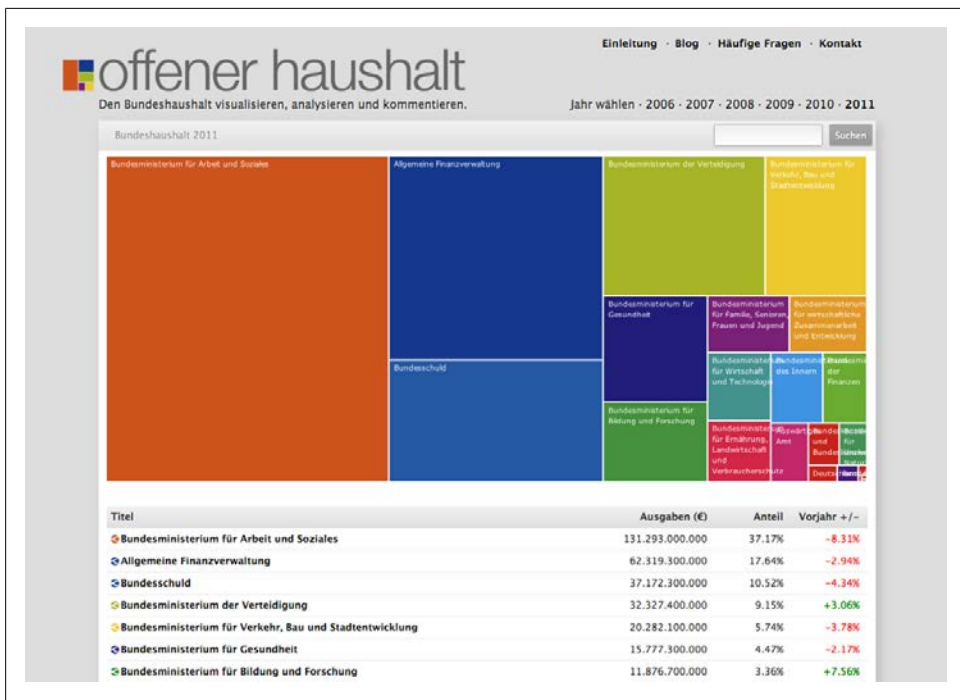 Einleitung · Blog · Häufige Fragen · Kontakt
offener haushalt
Den Bundeshaushalt visualisieren, analysieren und kommentieren.
Jahr wählen · 2006 · 2007 · 2008 · 2009 · 2010 · 2011
Bundeshaushalt 2011
Suchen
Bundesministerium für Arbeit und Soziales
Allgemeine Finanzverwaltung
Bundesschuld
Bundesministerium der Verteidigung
Bundesministerium für
Verkehr, Bau und
Stadtentwicklung
Bundesministerium für
Gesundheit
Bundesministerium für
Bildung und Forschung
Bundesministerium
für Familie, Senioren,
Frauen und Jugend
Bundesministerium
für wirtschaftliche
Zusammenarbeit
und Entwicklung
Bundesministerium
für Wirtschaft
und Technologie
des Innern
der
Finanzen
für Ernährung,
Landwirtschaft
und
Verbraucherschutz
Amt
und
für
Titel Ausgaben (€) Anteil Vorjahr +/-
Bundesministerium für Arbeit und Soziales 131.293.000.000 37.17% -8.31%
Allgemeine Finanzverwaltung 62.319.300.000 17.64% -2.94%
Bundesschuld 37.172.300.000 10.52% -4.34%
Bundesministerium der Verteidigung 32.327.400.000 9.15% +3.06%
Bundesministerium für Verkehr, Bau und Stadtentwicklung 20.282.100.000 5.74% -3.78%
Bundesministerium für Gesundheit 15.777.300.000 4.47% -2.17%
Bundesministerium für Bildung und Forschung 11.876.700.000 3.36% +7.56%